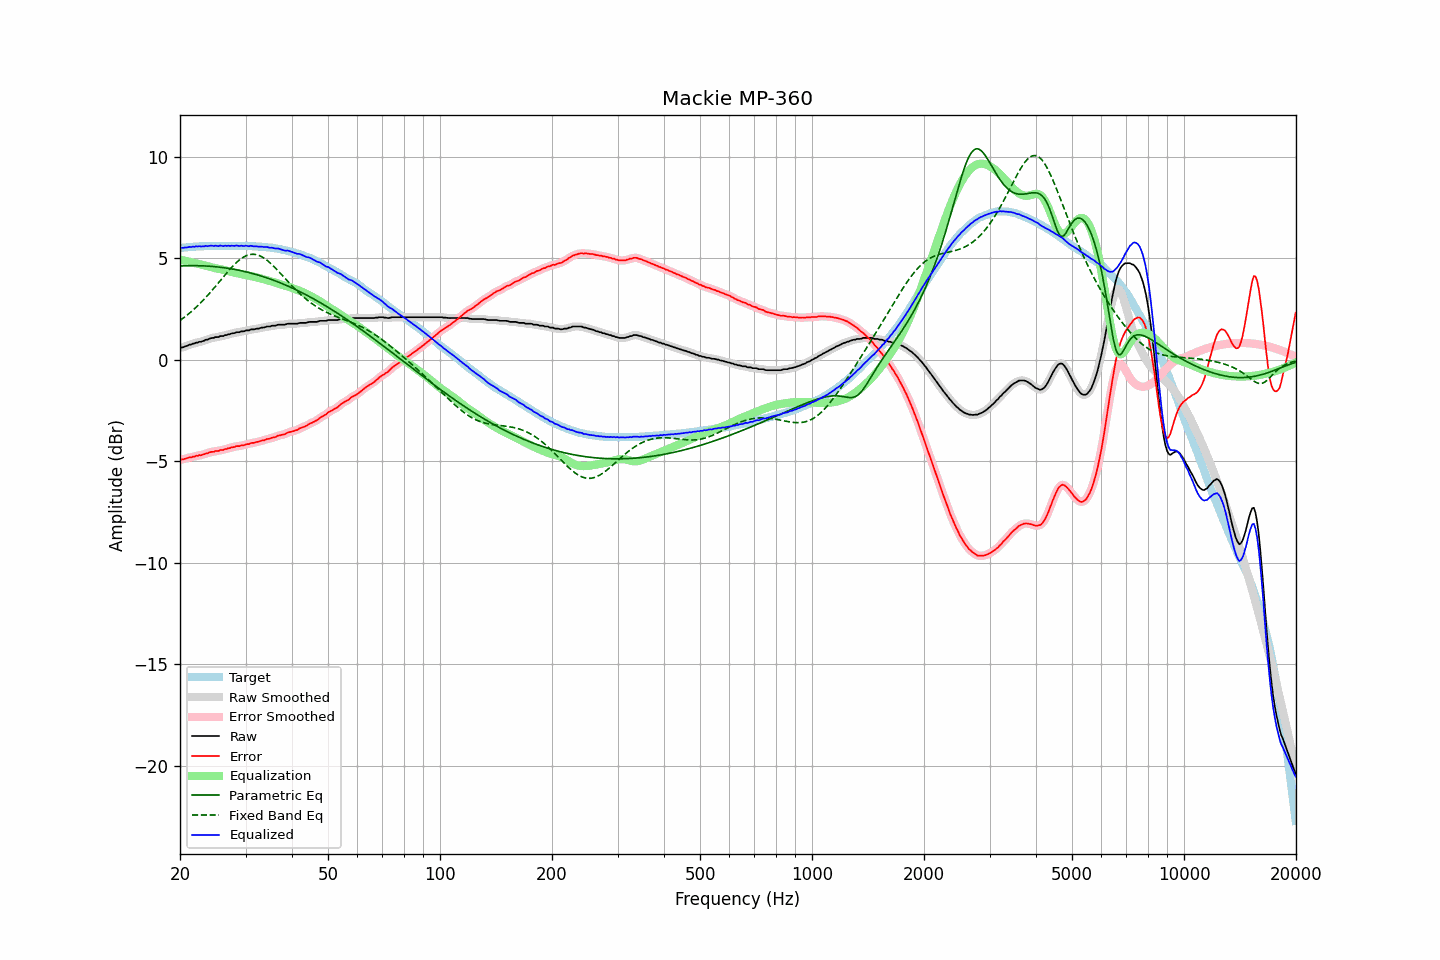 Mackie MP-360
Amplitude (dBr)
10
5
0
−5
−10
−15
−20
Target
Raw Smoothed
Error Smoothed
Raw
Error
Equalization
Parametric Eq
Fixed Band Eq
Equalized
20 50 100 200 500 1000 2000 5000 10000 20000
Frequency (Hz)